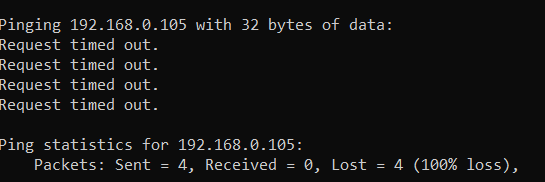 Pinging 192.168.0.105 with 32 bytes of data:
Request timed out.
Request timed out.
Request timed out.
Request timed out.
Ping statistics for 192.168.0.105:
Packets: Sent = 4, Received = 0, Lost = 4 (100% loss),